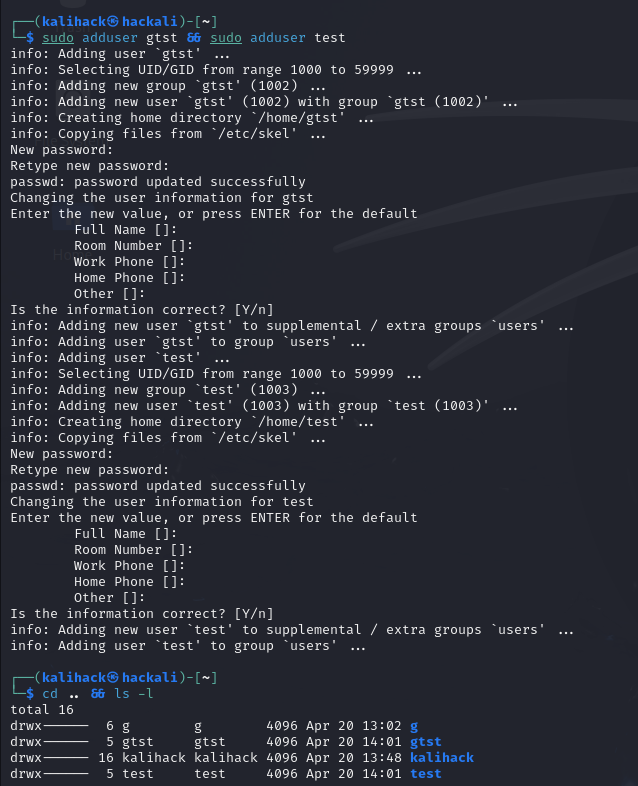 ┌──(kalihack㉿hackali)-[~]
└─$ sudo adduser gtst && sudo adduser test
info: Adding user `gtst' ...
info: Selecting UID/GID from range 1000 to 59999 ...
info: Adding new group `gtst' (1002) ...
info: Adding new user `gtst' (1002) with group `gtst (1002)' ...
info: Creating home directory `/home/gtst' ...
info: Copying files from `/etc/skel' ...
New password:
Retype new password:
passwd: password updated successfully
Changing the user information for gtst
Enter the new value, or press ENTER for the default
        Full Name []:
        Room Number []:
        Work Phone []:
        Home Phone []:
        Other []:
Is the information correct? [Y/n]
info: Adding new user `gtst' to supplemental / extra groups `users' ...
info: Adding user `gtst' to group `users' ...
info: Adding user `test' ...
info: Selecting UID/GID from range 1000 to 59999 ...
info: Adding new group `test' (1003) ...
info: Adding new user `test' (1003) with group `test (1003)' ...
info: Creating home directory `/home/test' ...
info: Copying files from `/etc/skel' ...
New password:
Retype new password:
passwd: password updated successfully
Changing the user information for test
Enter the new value, or press ENTER for the default
        Full Name []:
        Room Number []:
        Work Phone []:
        Home Phone []:
        Other []:
Is the information correct? [Y/n]
info: Adding new user `test' to supplemental / extra groups `users' ...
info: Adding user `test' to group `users' ...
┌──(kalihack㉿hackali)-[~]
└─$ cd .. && ls -l
total 16
drwx------  6 g        g        4096 Apr 20 13:02 g
drwx------  5 gtst     gtst     4096 Apr 20 14:01 gtst
drwx------ 16 kalihack kalihack 4096 Apr 20 13:48 kalihack
drwx------  5 test     test     4096 Apr 20 14:01 test